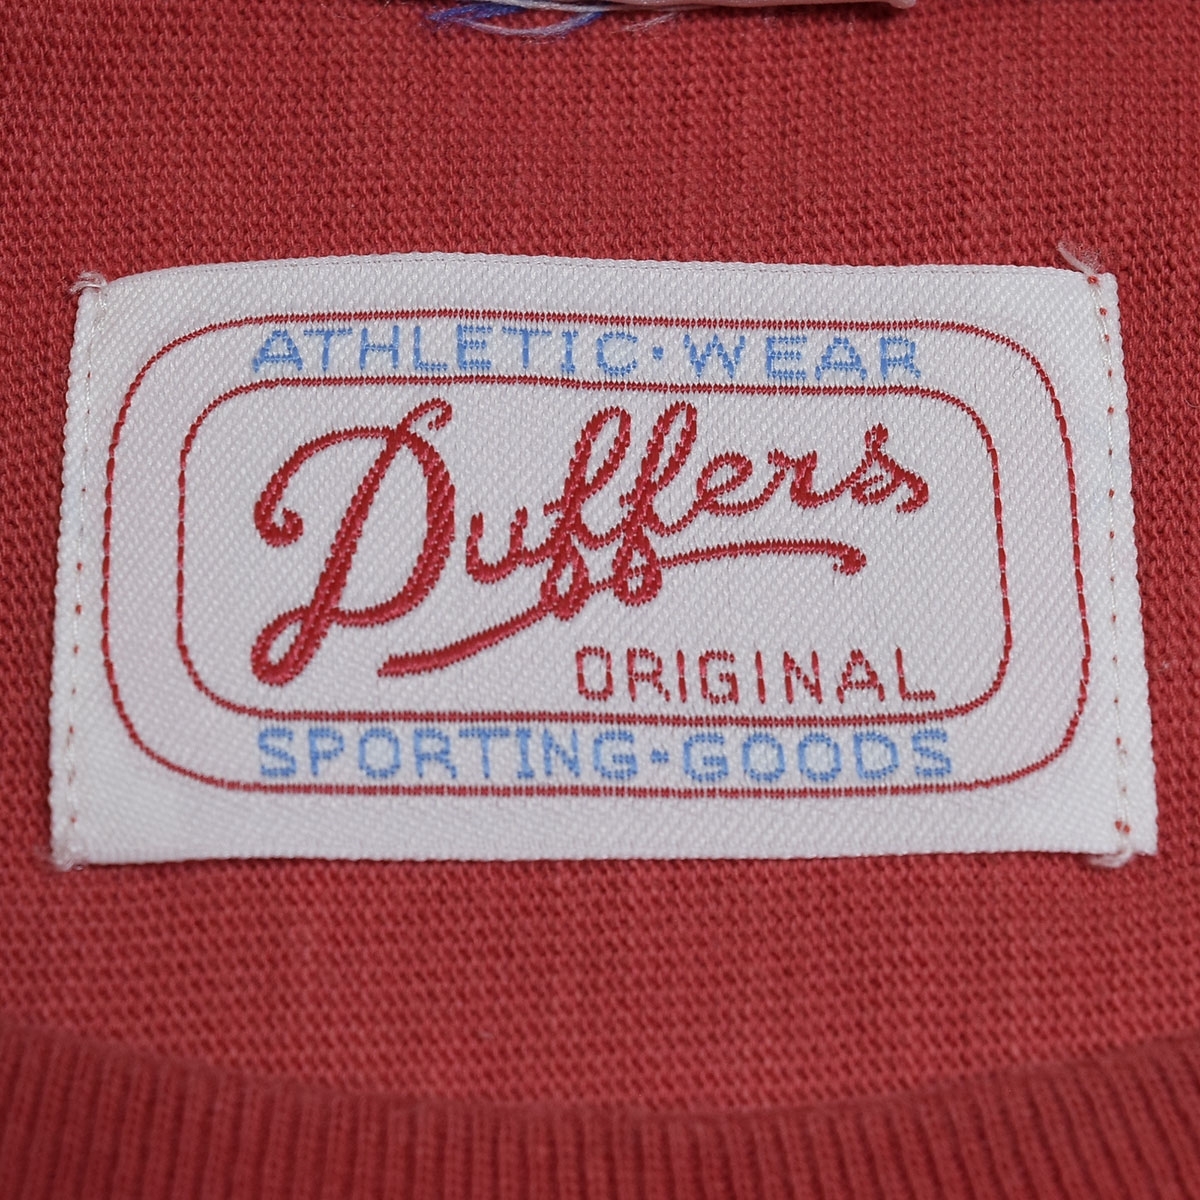 ATHLETIC·WEAR
Duffers
ORIGINAL
SPORTING·GOODS